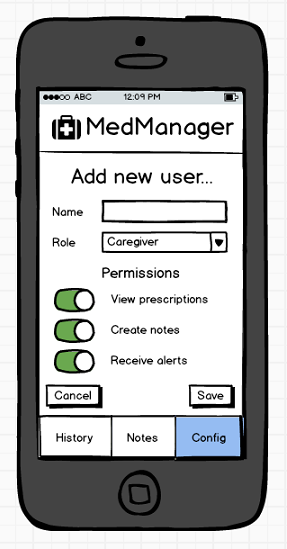 ABC 12:09 PM
MedManager
Add new user...
Name
Role Caregiver
Permissions
View prescriptions
Create notes
Receive alerts
Cancel Save
History Notes Config